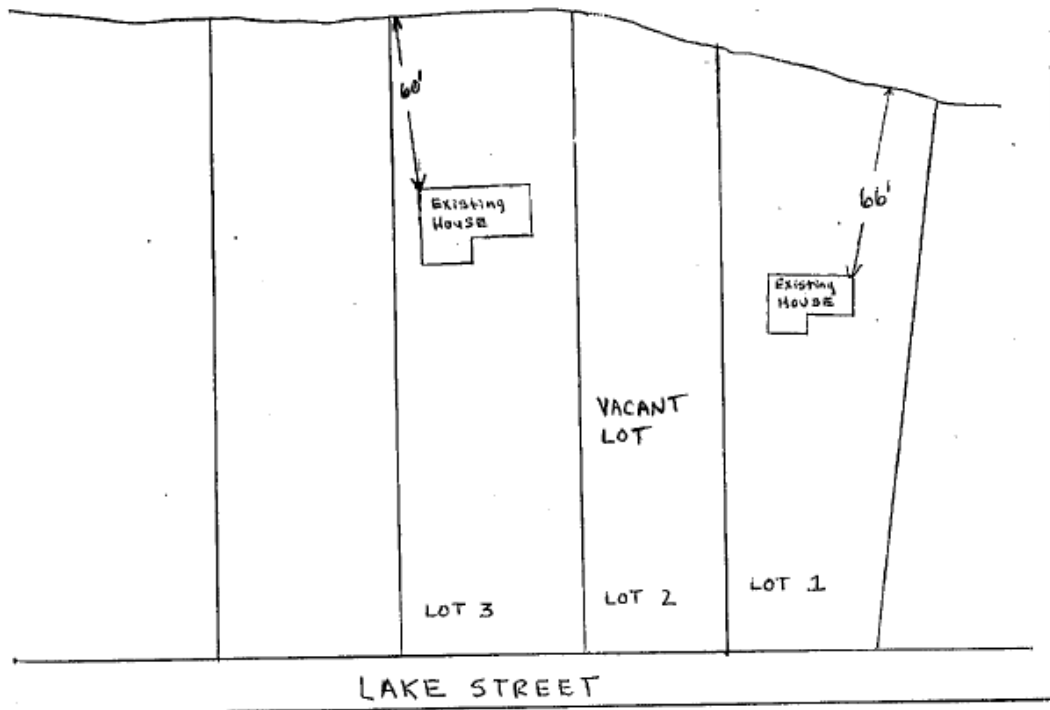 60'
66'
Existing
HOUSE
Existing
HOUSE
VACANT
LOT
LOT 3
LOT 2
LOT 1
LAKE STREET